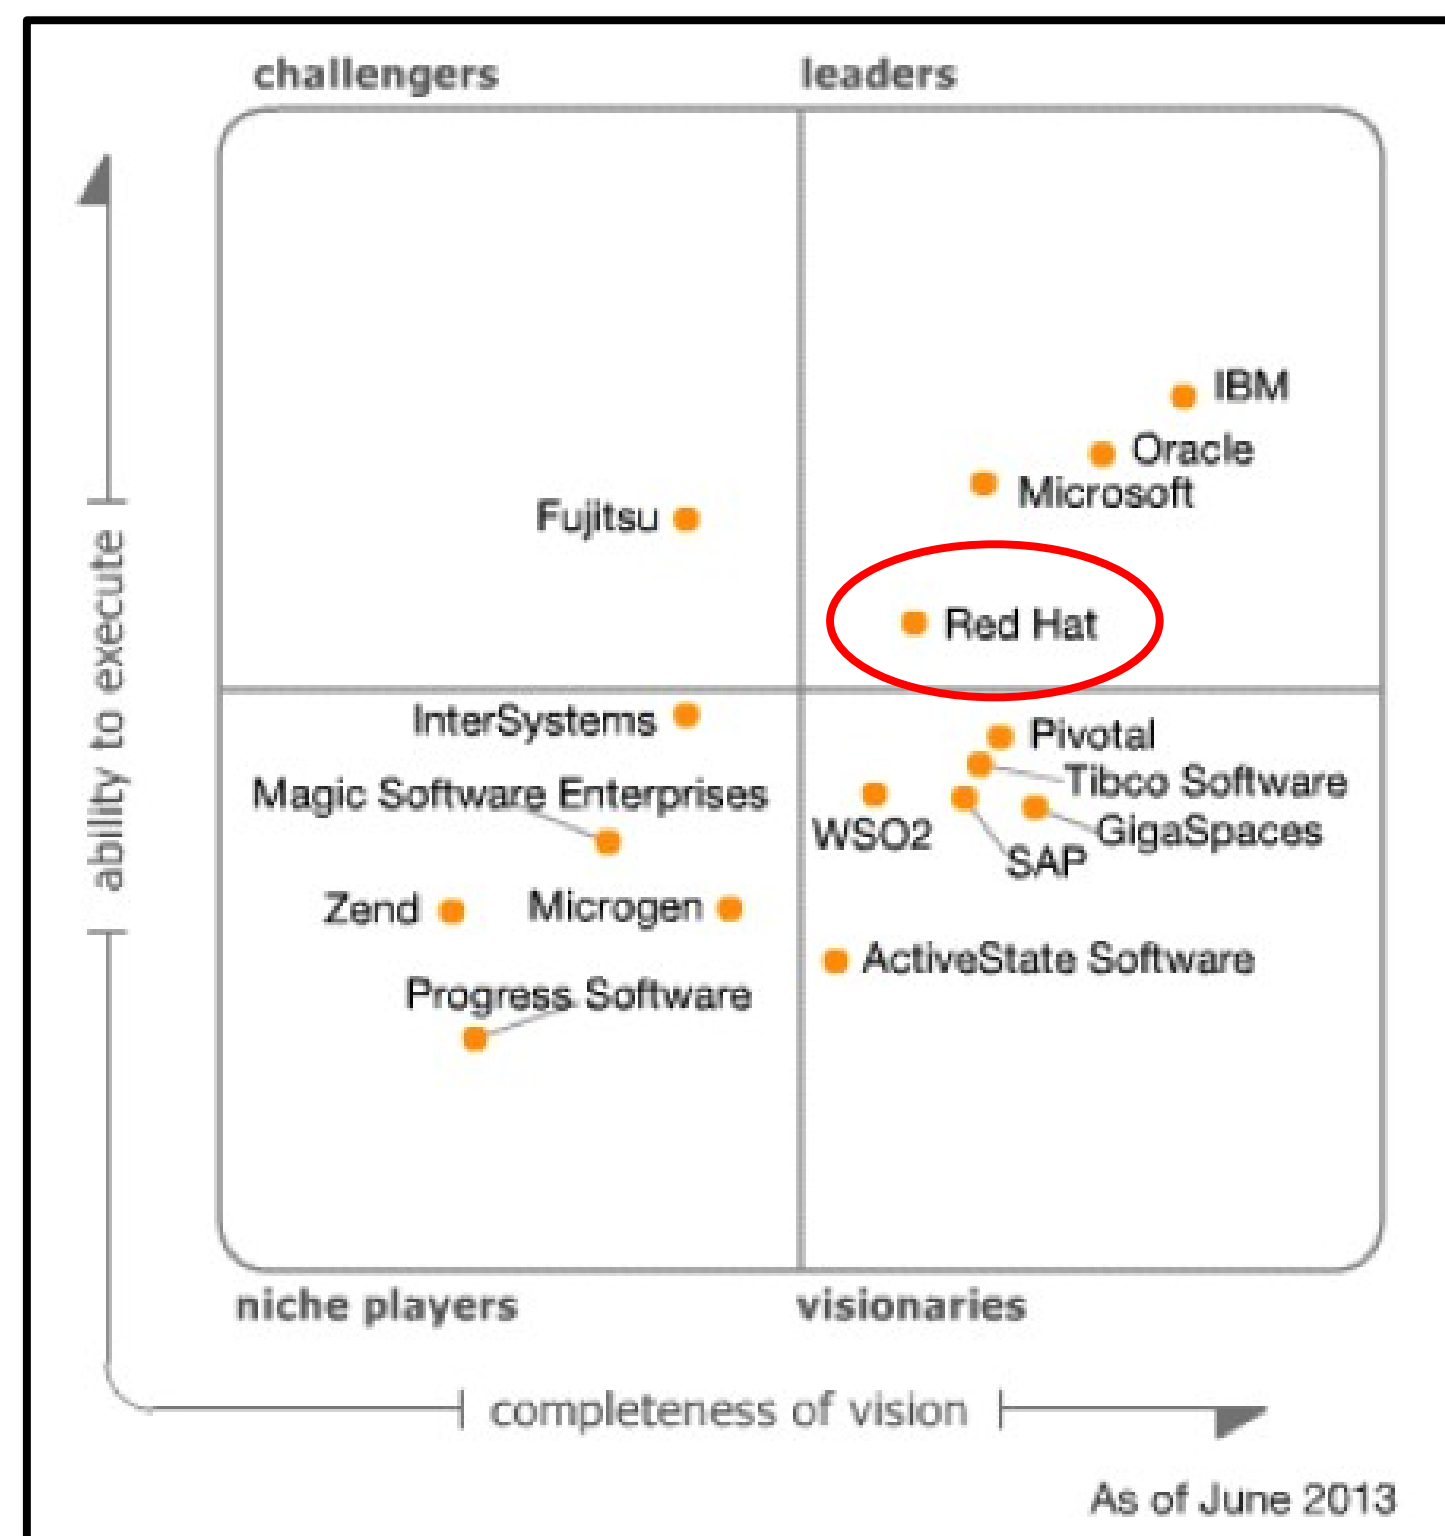 challengers
leaders
IBM
Oracle
Microsoft
Fujitsu
Red Hat
ability to execute
InterSystems
Pivotal
Magic Software Enterprises
Tibco Software
WSO2
GigaSpaces
SAP
Zend
Microgen
ActiveState Software
Progress Software
niche players
visionaries
completeness of vision
As of June 2013